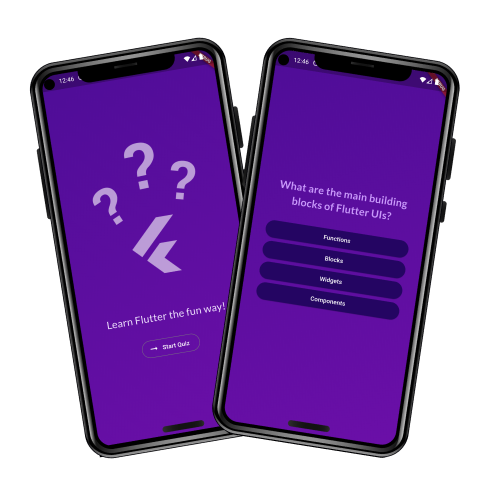 12:46
? ? ?
Learn Flutter the fun way!
→ Start Quiz
12:46
What are the main building
blocks of Flutter UIs?
Functions
Blocks
Widgets
Components